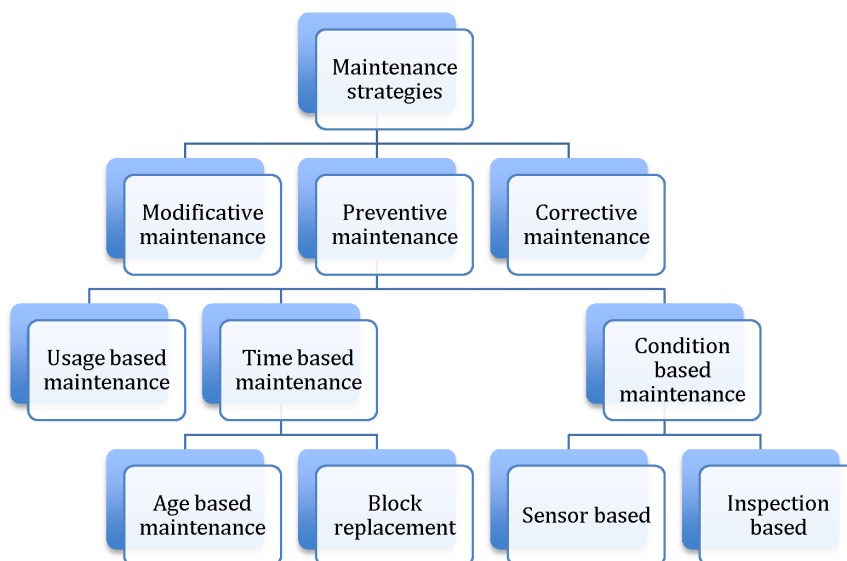 Maintenance
strategies
Modificative
maintenance
Preventive
maintenance
Corrective
maintenance
Usage based
maintenance
Time based
maintenance
Condition
based
maintenance
Age based
maintenance
Block
replacement
Sensor based
Inspection
based